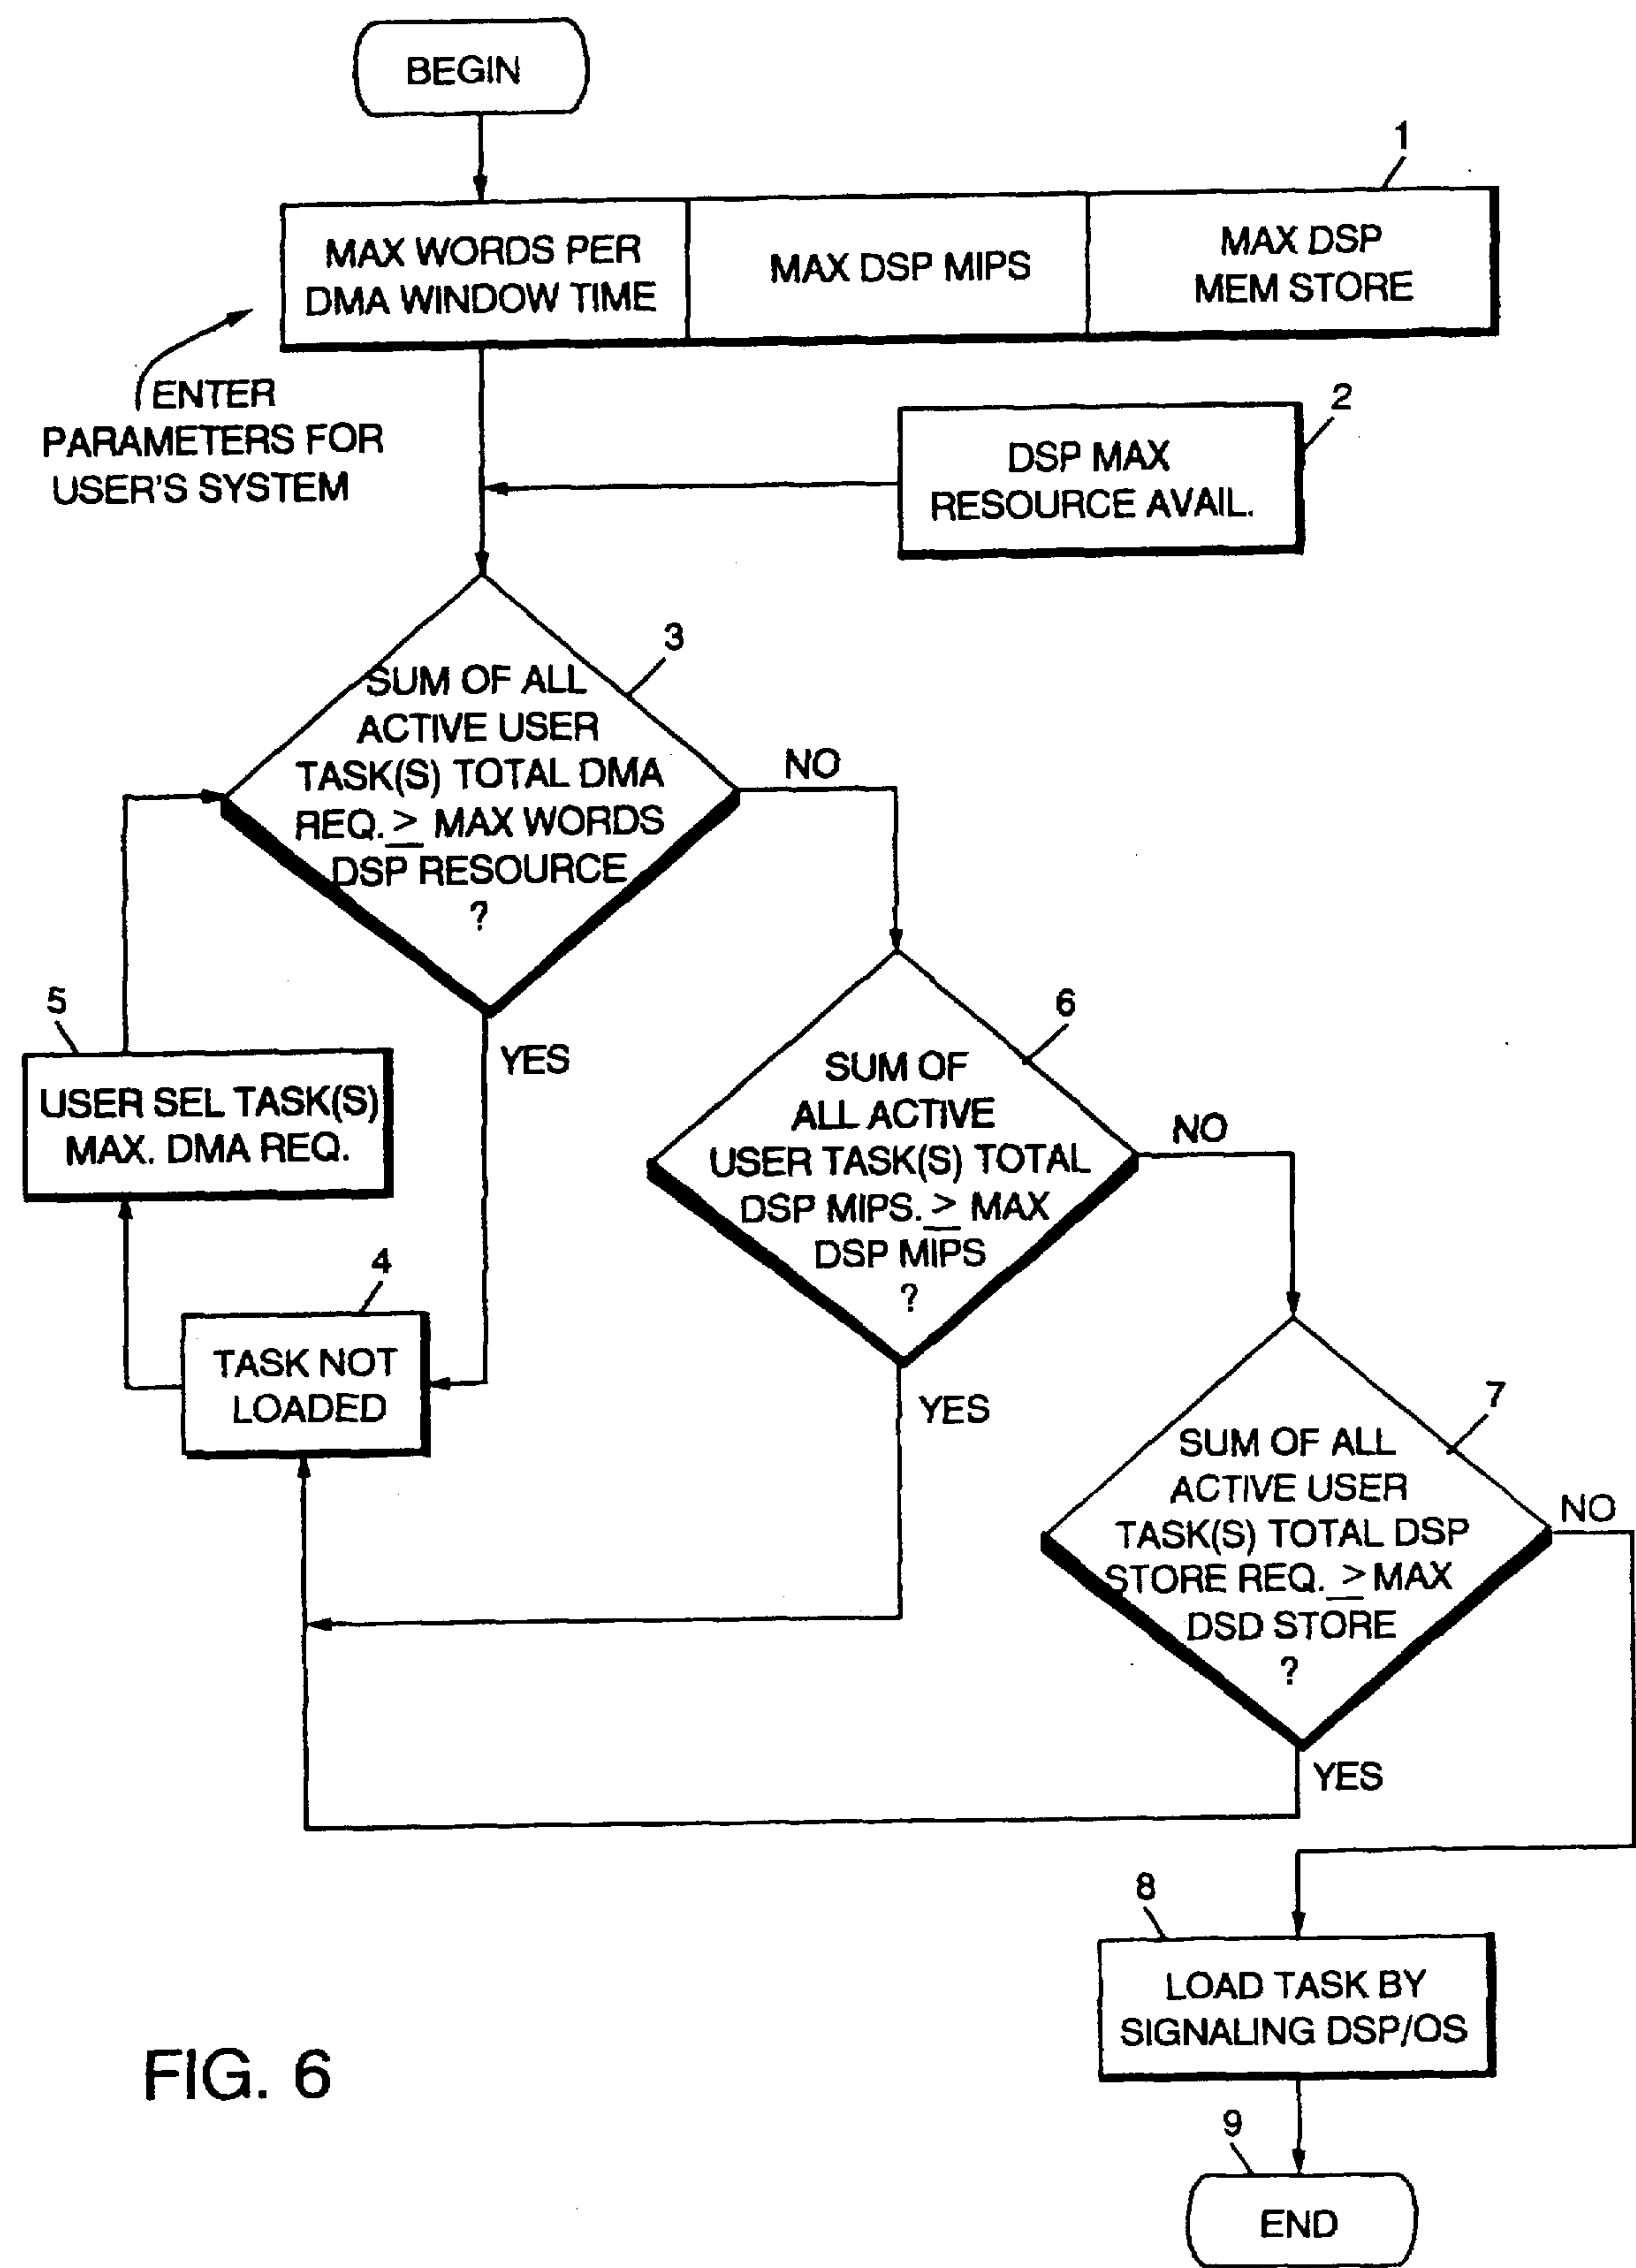 BEGIN
1
MAX WORDS PER
DMA WINDOW TIME
MAX DSP MIPS
MAX DSP
MEM STORE
ENTER
PARAMETERS FOR
USER'S SYSTEM
2
DSP MAX
RESOURCE AVAIL.
3
SUM OF ALL
ACTIVE USER
TASK(S) TOTAL DMA
REQ. ≥ MAX WORDS
DSP RESOURCE
?
NO
YES
5
USER SEL TASK(S)
MAX. DMA REQ.
4
TASK NOT
LOADED
6
SUM OF
ALL ACTIVE
USER TASK(S) TOTAL
DSP MIPS. ≥ MAX
DSP MIPS
?
NO
YES
7
SUM OF ALL
ACTIVE USER
TASK(S) TOTAL DSP
STORE REQ. ≥ MAX
DSD STORE
?
NO
YES
8
LOAD TASK BY
SIGNALING DSP/OS
9
END
FIG. 6